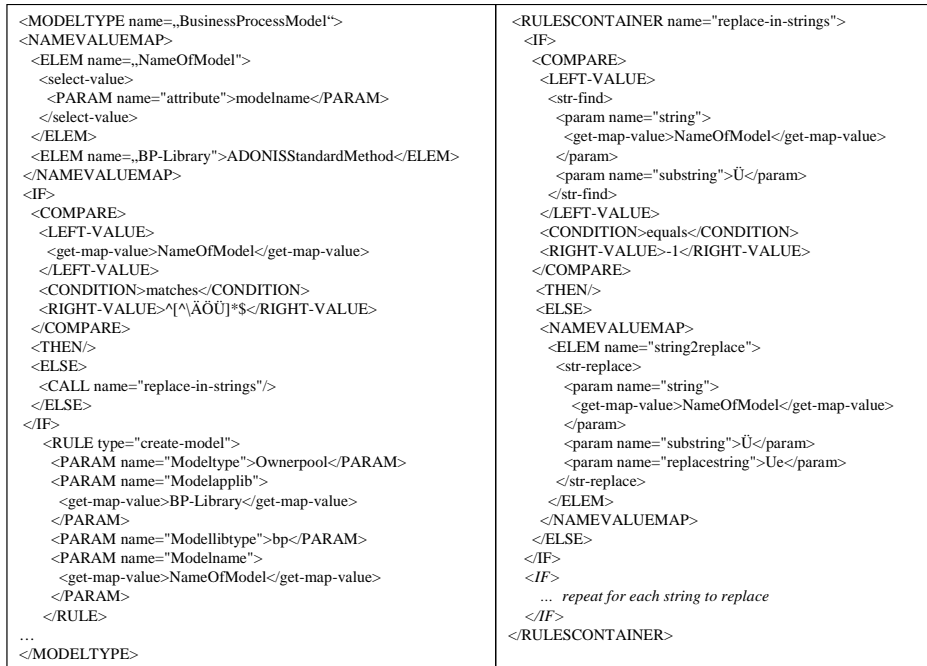 <MODELTYPE name=„BusinessProcessModel“>
<NAMEVALUEMAP>
<ELEM name=„NameOfModel">
<select-value>
<PARAM name="attribute">modelname</PARAM>
</select-value>
</ELEM>
<ELEM name=„BP-Library">ADONISStandardMethod</ELEM>
</NAMEVALUEMAP>
<IF>
<COMPARE>
<LEFT-VALUE>
<get-map-value>NameOfModel</get-map-value>
</LEFT-VALUE>
<CONDITION>matches</CONDITION>
<RIGHT-VALUE>^[^\ÄÖÜ]*$</RIGHT-VALUE>
</COMPARE>
<THEN/>
<ELSE>
<CALL name="replace-in-strings"/>
</ELSE>
</IF>
<RULE type="create-model">
<PARAM name="Modeltype">Ownerpool</PARAM>
<PARAM name="Modelapplib">
<get-map-value>BP-Library</get-map-value>
</PARAM>
<PARAM name="Modellibtype">bp</PARAM>
<PARAM name="Modelname">
<get-map-value>NameOfModel</get-map-value>
</PARAM>
</RULE>
…
</MODELTYPE>
<RULESCONTAINER name="replace-in-strings">
<IF>
<COMPARE>
<LEFT-VALUE>
<str-find>
<param name="string">
<get-map-value>NameOfModel</get-map-value>
</param>
<param name="substring">Ü</param>
</str-find>
</LEFT-VALUE>
<CONDITION>equals</CONDITION>
<RIGHT-VALUE>-1</RIGHT-VALUE>
</COMPARE>
<THEN/>
<ELSE>
<NAMEVALUEMAP>
<ELEM name="string2replace">
<str-replace>
<param name="string">
<get-map-value>NameOfModel</get-map-value>
</param>
<param name="substring">Ü</param>
<param name="replacestring">Ue</param>
</str-replace>
</ELEM>
</NAMEVALUEMAP>
</ELSE>
</IF>
<IF>
… repeat for each string to replace
</IF>
</RULESCONTAINER>